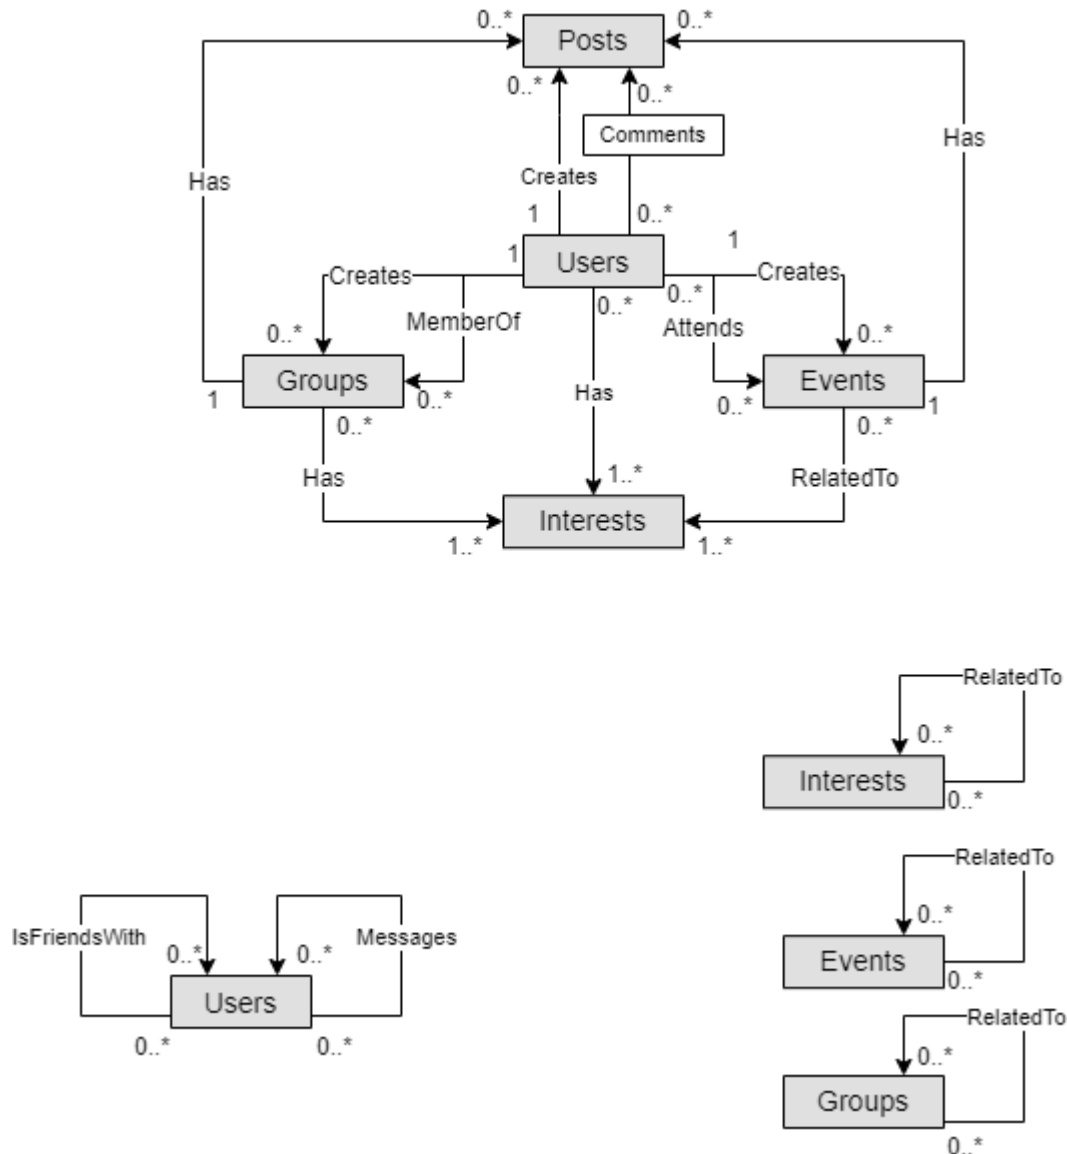 0..*
Posts
0..*
0..*
0..*
Comments
Has
Has
Creates
1
0..*
1
1
Users
Creates
Creates
0..*
0..*
MemberOf
Attends
0..*
0..*
Groups
Has
Events
1
0..*
0..*
1
0..*
0..*
Has
1..*
RelatedTo
Interests
1..*
1..*
RelatedTo
0..*
Interests
0..*
RelatedTo
0..*
IsFriendsWith
Messages
0..*
0..*
Events
0..*
Users
RelatedTo
0..*
0..*
0..*
Groups
0..*